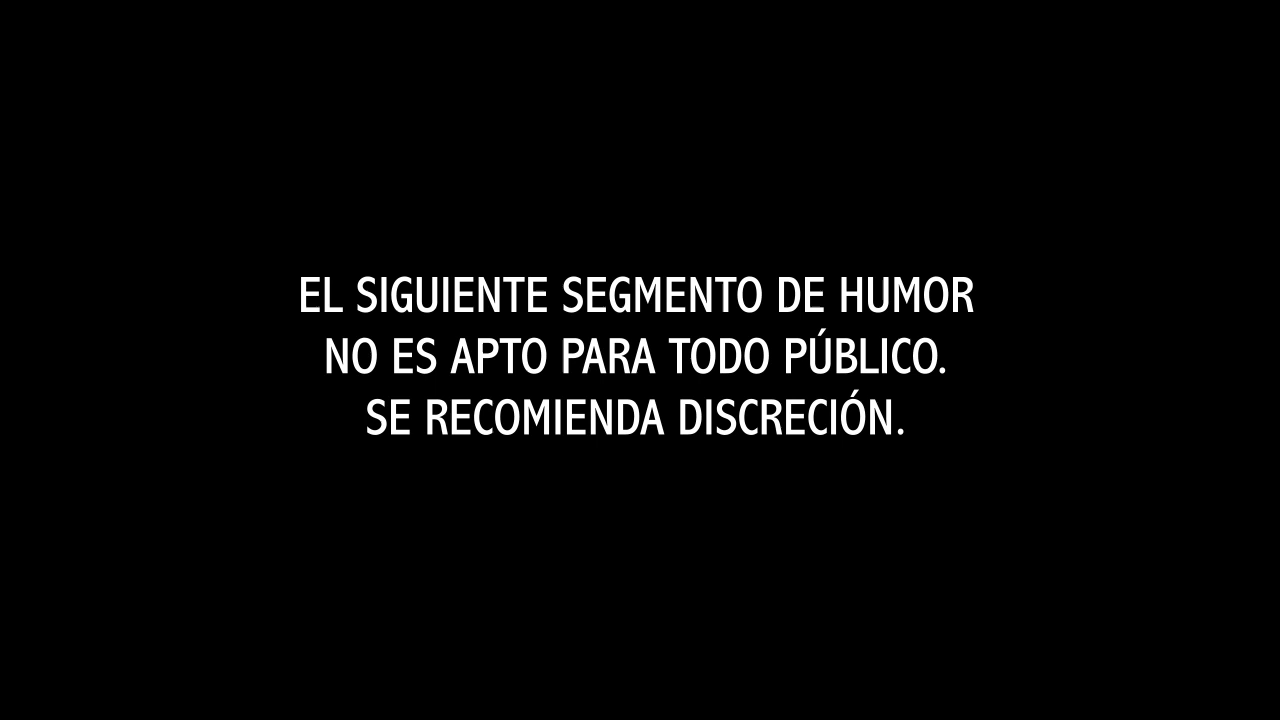 EL SIGUIENTE SEGMENTO DE HUMOR
NO ES APTO PARA TODO PÚBLICO.
SE RECOMIENDA DISCRECIÓN.